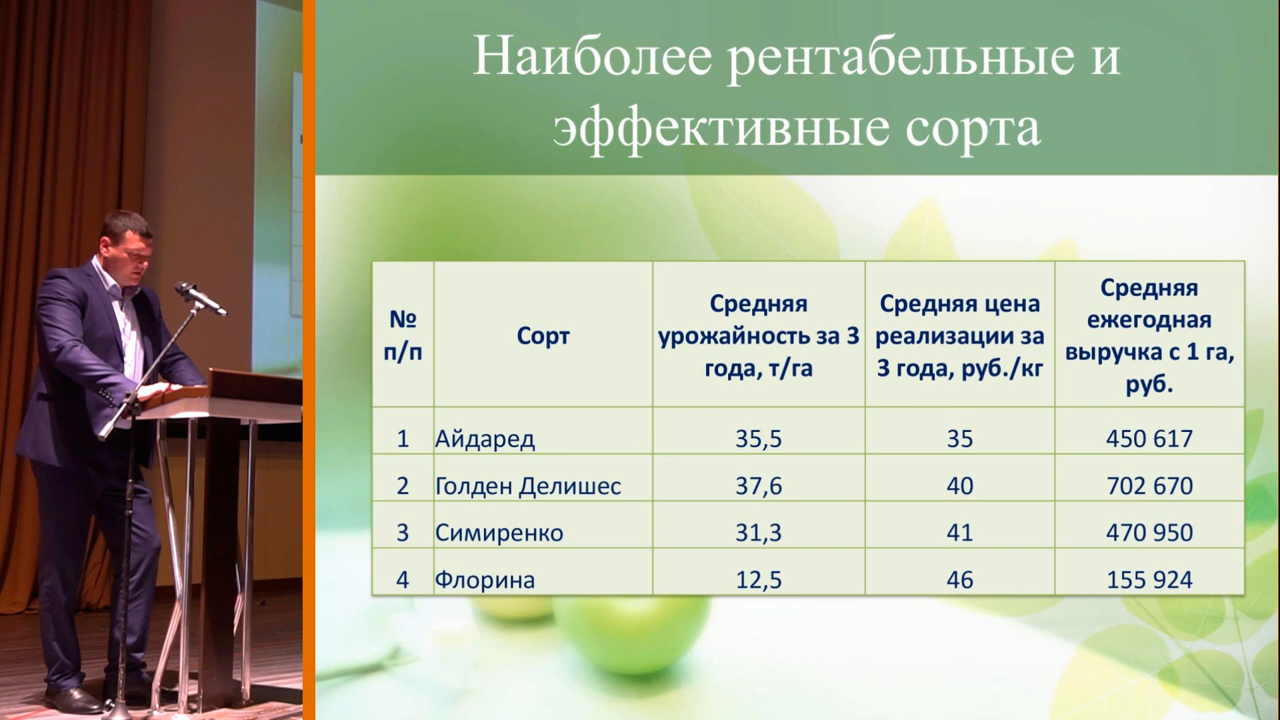 Наиболее рентабельные и
эффективные сорта
№ п/п Сорт Средняя урожайность за 3 года, т/га Средняя цена реализации за 3 года, руб./кг Средняя ежегодная выручка с 1 га, руб.
1 Айдаред 35,5 35 450 617
2 Голден Делишес 37,6 40 702 670
3 Симиренко 31,3 41 470 950
4 Флорина 12,5 46 155 924